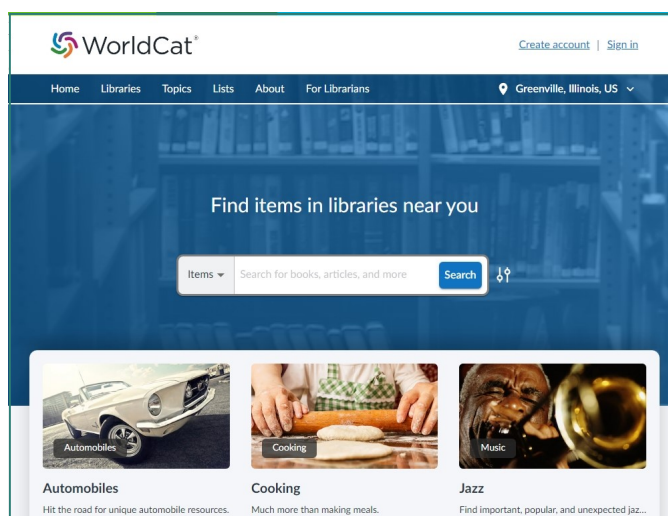 WorldCat®
Create account | Sign in
Home Libraries Topics Lists About For Librarians Greenville, Illinois, US
Find items in libraries near you
Items Search for books, articles, and more Search
Automobiles Cooking Music
Automobiles Cooking Jazz
Hit the road for unique automobile resources. Much more than making meals. Find important, popular, and unexpected jaz...